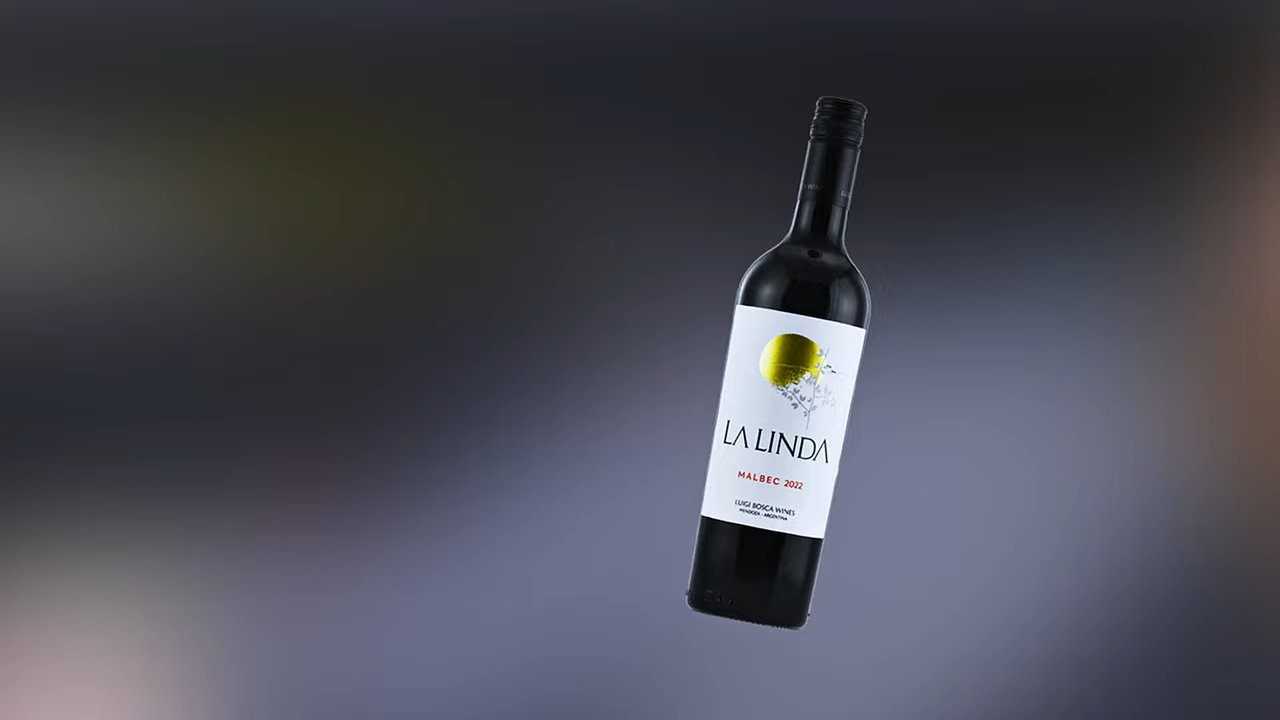 LA LINDA
MALBEC 2022
LUIGI BOSCA WINES
MENDOZA - ARGENTINA